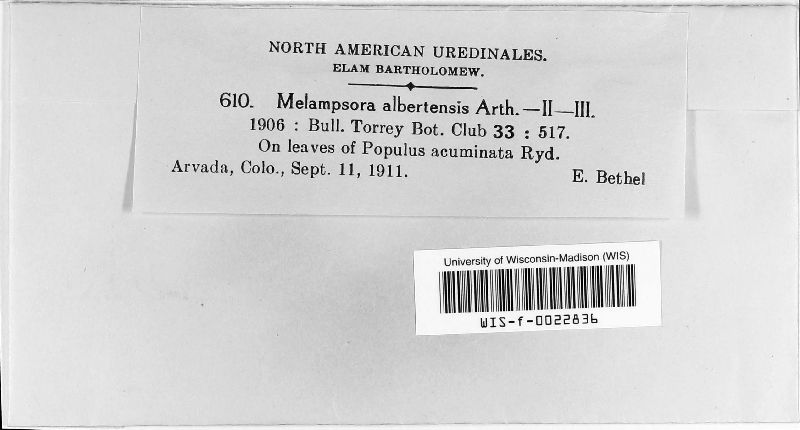 NORTH AMERICAN UREDINALES.
ELAM BARTHOLOMEW.
610. Melampsora albertensis Arth.—II—III.
1906 : Bull. Torrey Bot. Club 33 : 517.
On leaves of Populus acuminata Ryd.
Arvada, Colo., Sept. 11, 1911. E. Bethel
University of Wisconsin-Madison (WIS)
WIS-f-0022836